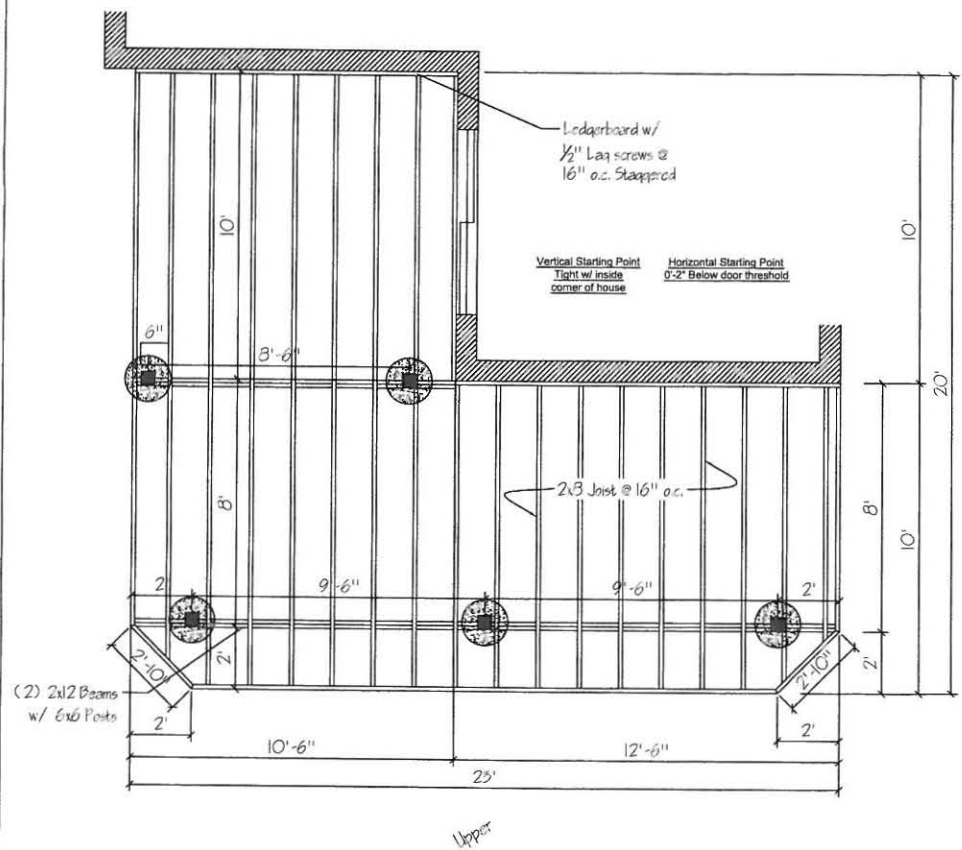 Ledgerboard w/
½" Lag screws @
16" o.c. Staggered
Vertical Starting Point
Tight w/ inside
corner of house
Horizontal Starting Point
0'-2" Below door threshold
10'
10'
20'
6"
8'-6"
2x8 Joist @ 16" o.c.
8'
8'
10'
2
9'-6"
9'-6"
2'
2'-10"
2'
2'-10"
2'
(2) 2x12 Beams
w/ 6x6 Posts
2'
2'
10'-6"
12'-6"
23'
Upper